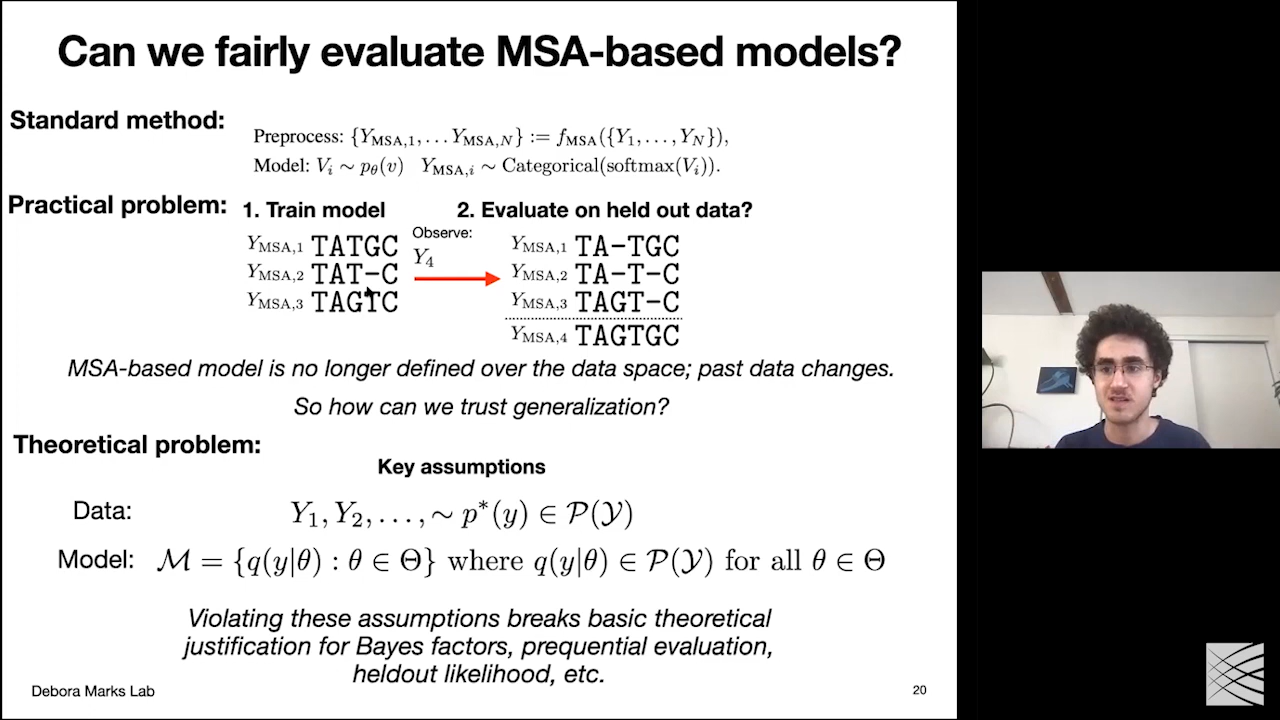 Can we fairly evaluate MSA-based models?
Standard method:
Preprocess: {Y_MSA,1, . . . Y_MSA,N} := f_MSA({Y_1, . . . , Y_N}),
Model: V_i ∼ p_θ(v) Y_MSA,i ∼ Categorical(softmax(V_i)).
Practical problem: 1. Train model 2. Evaluate on held out data?
Observe:
Y_4
Y_MSA,1 TATGC
Y_MSA,2 TAT-C
Y_MSA,3 TAGTC
Y_MSA,1 TA-TGC
Y_MSA,2 TA-T-C
Y_MSA,3 TAGT-C
Y_MSA,4 TAGTGC
MSA-based model is no longer defined over the data space; past data changes.
So how can we trust generalization?
Theoretical problem:
Key assumptions
Data: Y_1, Y_2, . . . , ∼ p*(y) ∈ 𝒫(𝒴)
Model: ℳ = {q(y|θ) : θ ∈ Θ} where q(y|θ) ∈ 𝒫(𝒴) for all θ ∈ Θ
Violating these assumptions breaks basic theoretical
justification for Bayes factors, prequential evaluation,
heldout likelihood, etc.
Debora Marks Lab
20